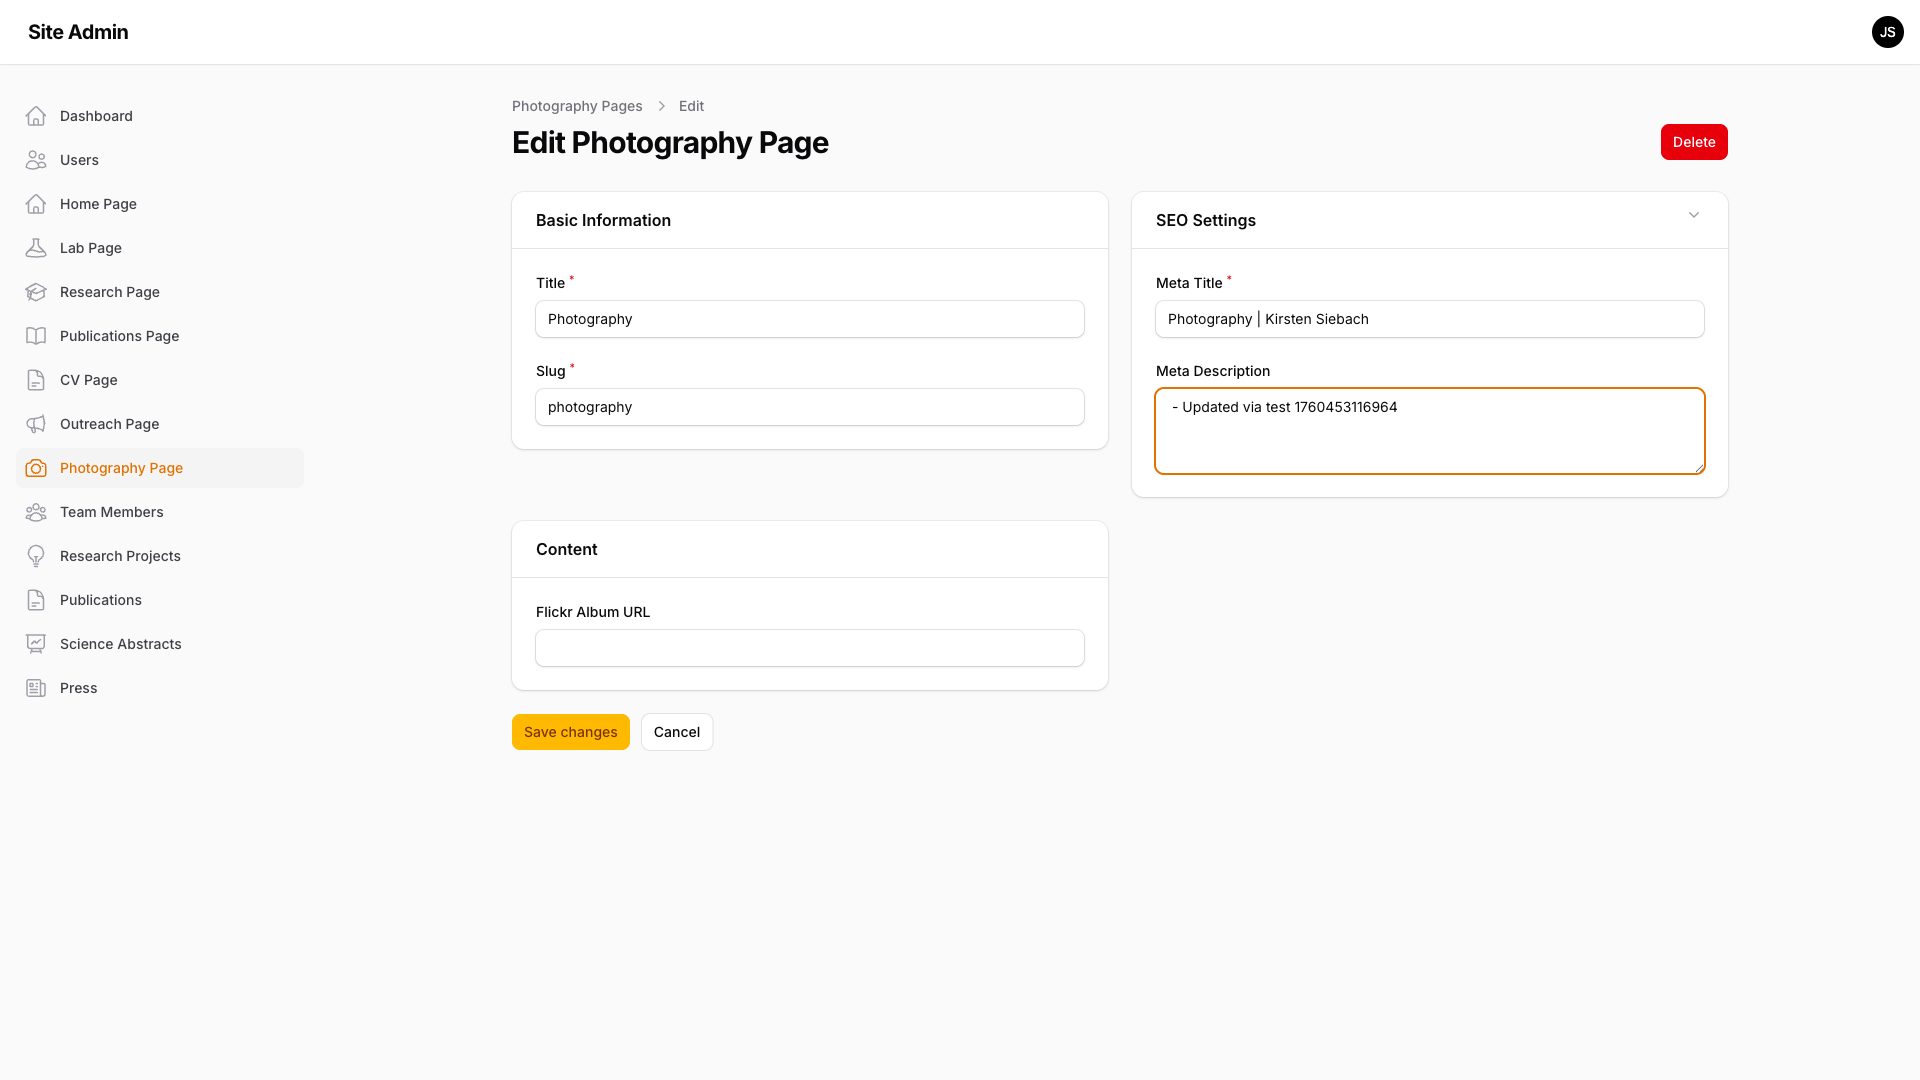 Site Admin
JS
Dashboard
Users
Home Page
Lab Page
Research Page
Publications Page
CV Page
Outreach Page
Photography Page
Team Members
Research Projects
Publications
Science Abstracts
Press
Photography Pages > Edit
Edit Photography Page
Delete
Basic Information
Title *
Photography
Slug *
photography
SEO Settings
Meta Title *
Photography | Kirsten Siebach
Meta Description
- Updated via test 1760453116964
Content
Flickr Album URL
Save changes
Cancel